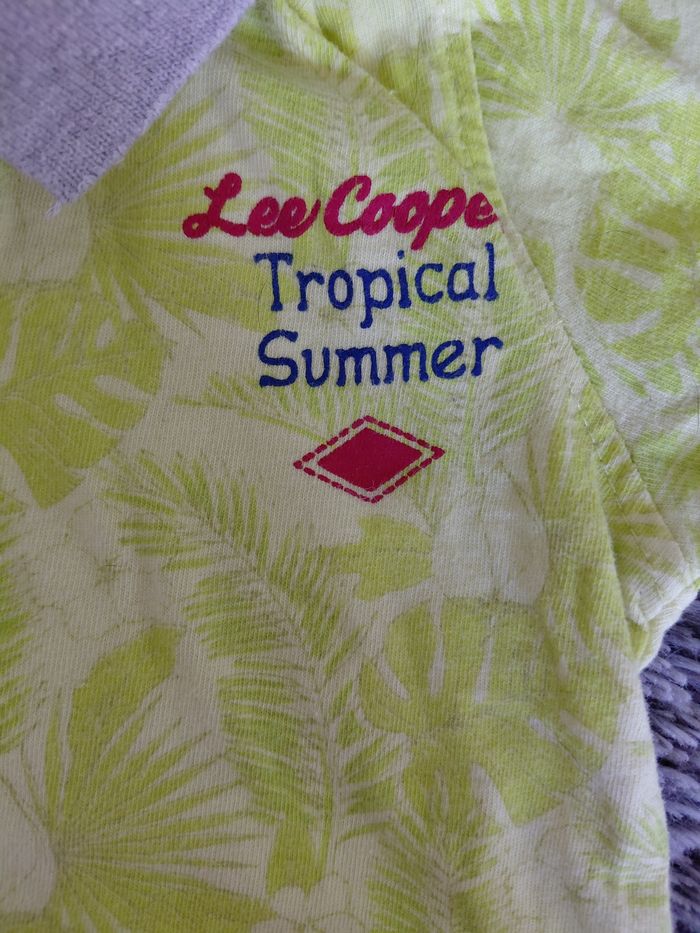 Lee Coope
Tropical
Summer